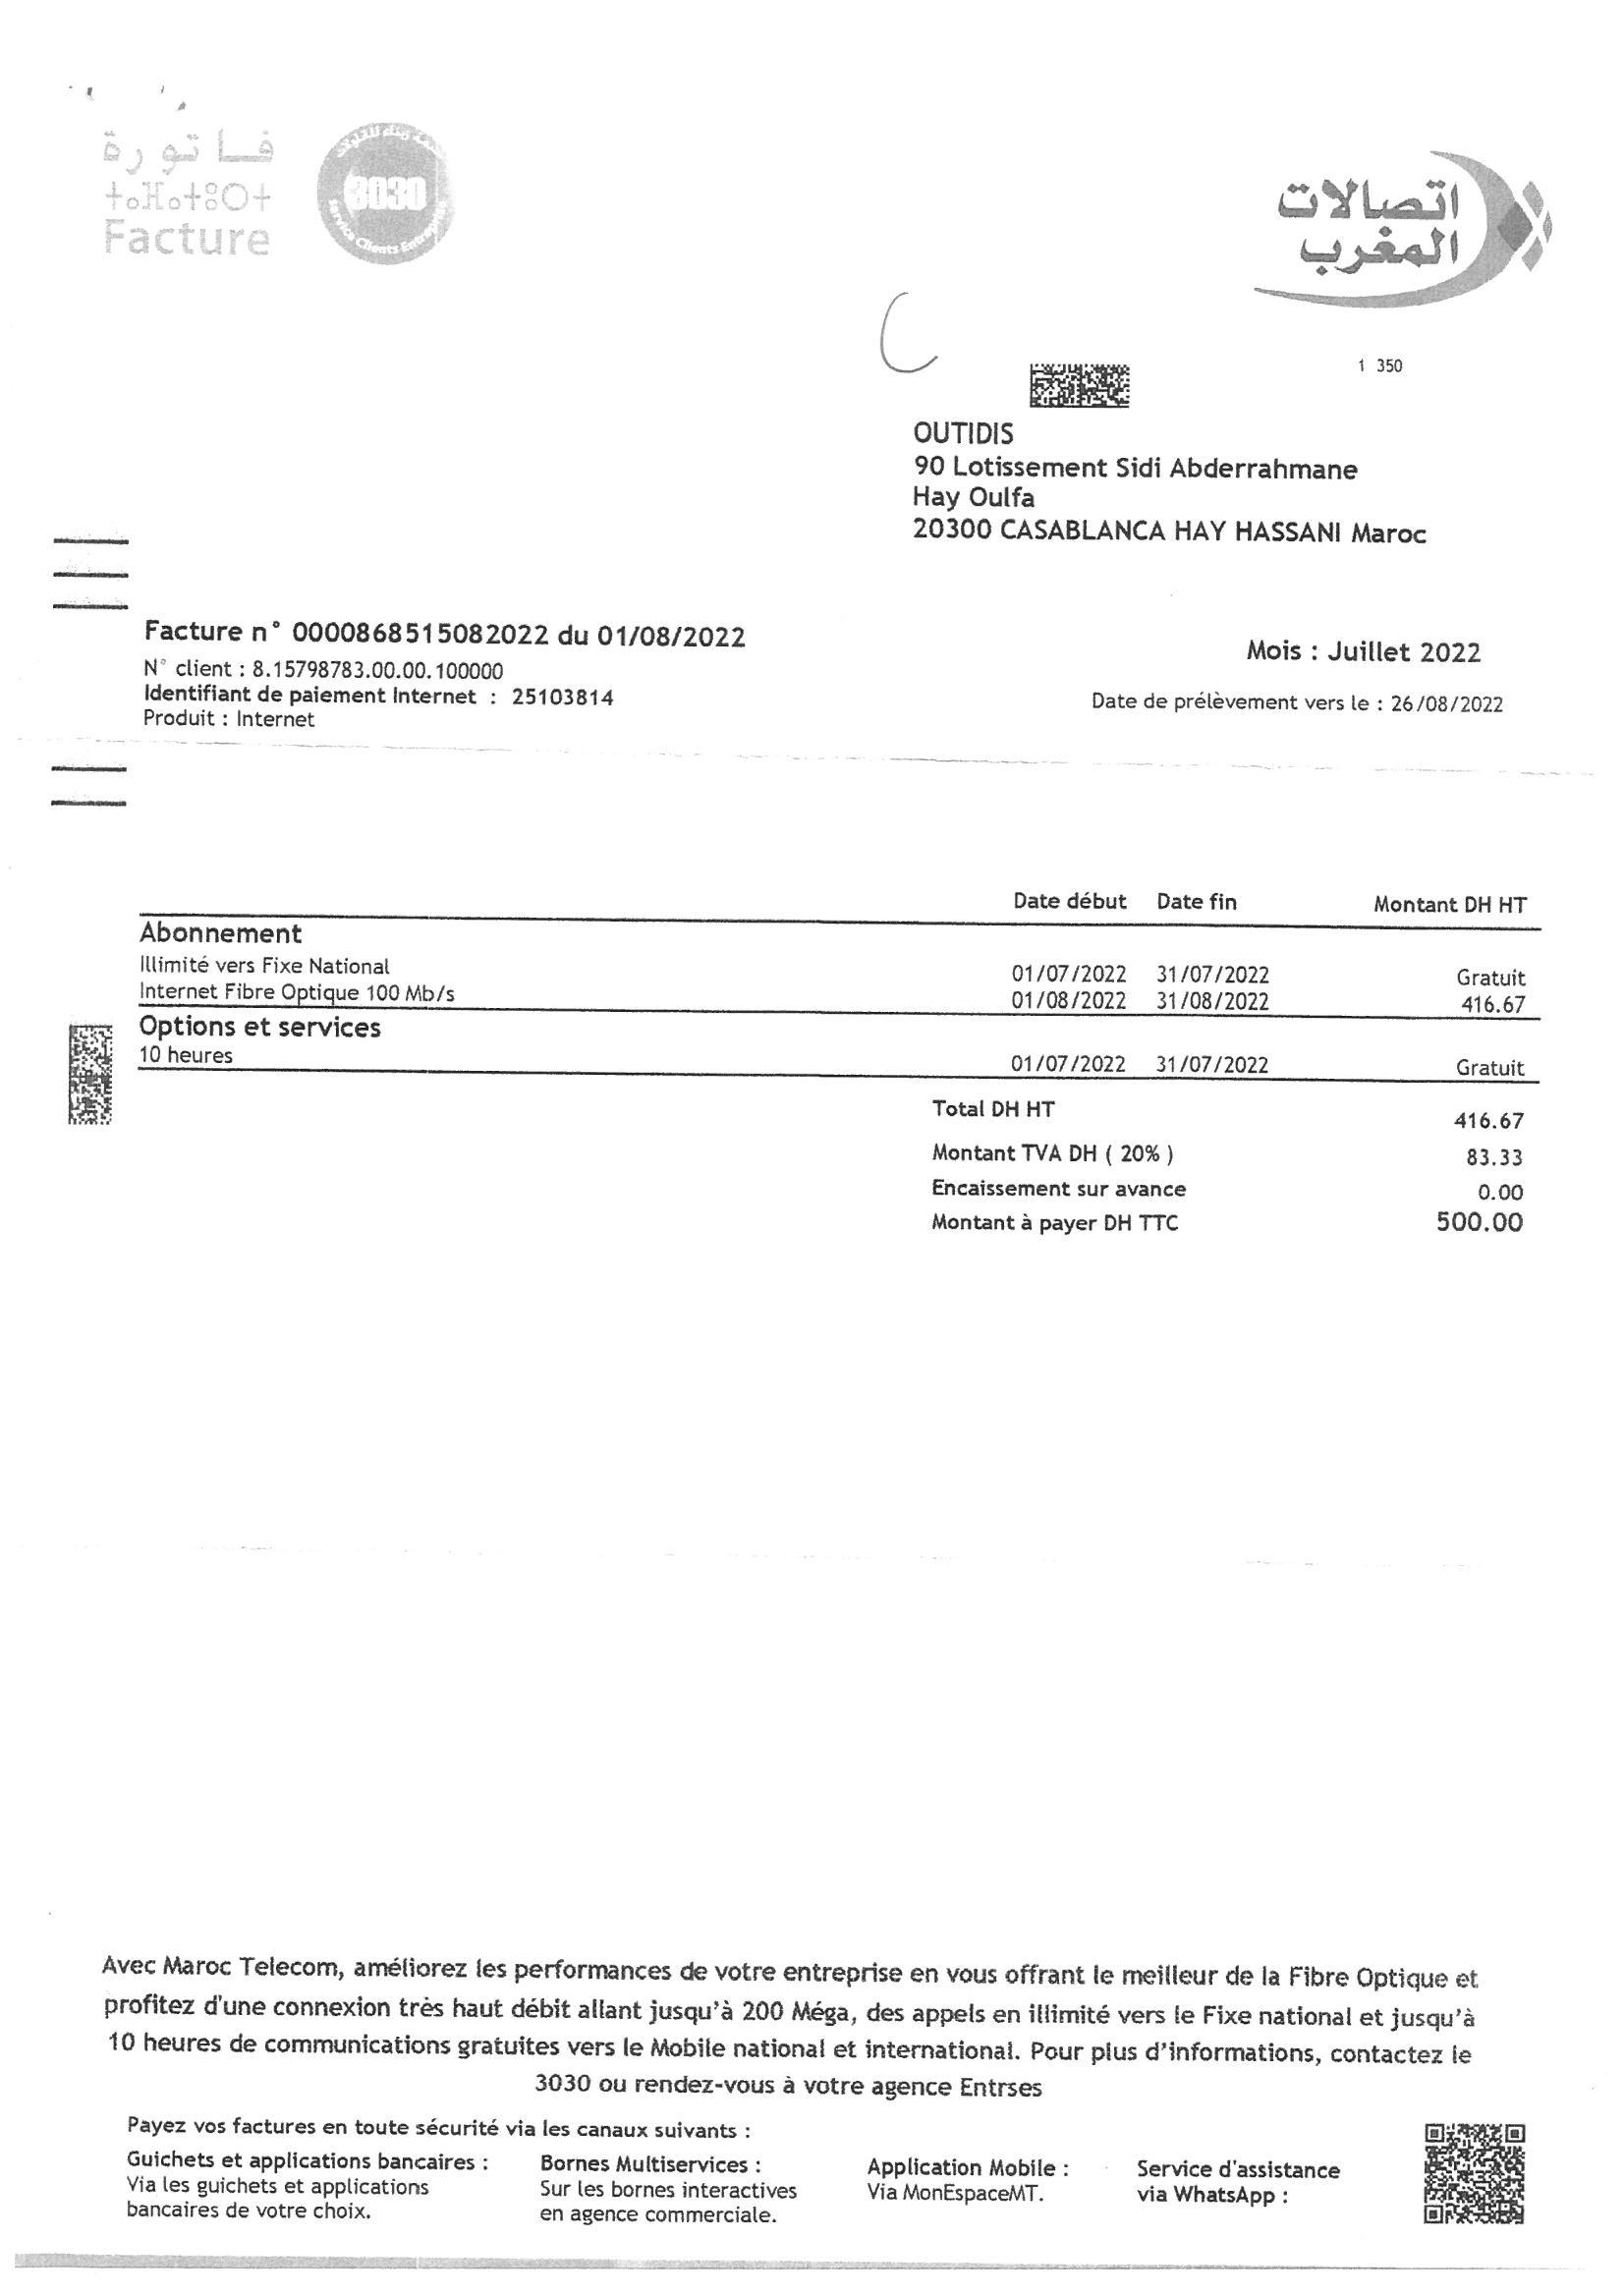 فاتورة
ⵜⴰⴼⴰⵜⵓⵔⵜ
Facture
3030
Service Clients Entreprises
اتصالات
المغرب
1 350
OUTIDIS
90 Lotissement Sidi Abderrahmane
Hay Oulfa
20300 CASABLANCA HAY HASSANI Maroc
Facture n° 0000868515082022 du 01/08/2022
Mois : Juillet 2022
N° client : 8.15798783.00.00.100000
Identifiant de paiement Internet : 25103814
Date de prélèvement vers le : 26/08/2022
Produit : Internet
Date début Date fin Montant DH HT
Abonnement
Illimité vers Fixe National 01/07/2022 31/07/2022 Gratuit
Internet Fibre Optique 100 Mb/s 01/08/2022 31/08/2022 416.67
Options et services
10 heures 01/07/2022 31/07/2022 Gratuit
Total DH HT 416.67
Montant TVA DH ( 20% ) 83.33
Encaissement sur avance 0.00
Montant à payer DH TTC 500.00
Avec Maroc Telecom, améliorez les performances de votre entreprise en vous offrant le meilleur de la Fibre Optique et
profitez d'une connexion très haut débit allant jusqu'à 200 Méga, des appels en illimité vers le Fixe national et jusqu'à
10 heures de communications gratuites vers le Mobile national et international. Pour plus d'informations, contactez le
3030 ou rendez-vous à votre agence Entrses
Payez vos factures en toute sécurité via les canaux suivants :
Guichets et applications bancaires :
Via les guichets et applications
bancaires de votre choix.
Bornes Multiservices :
Sur les bornes interactives
en agence commerciale.
Application Mobile :
Via MonEspaceMT.
Service d'assistance
via WhatsApp :